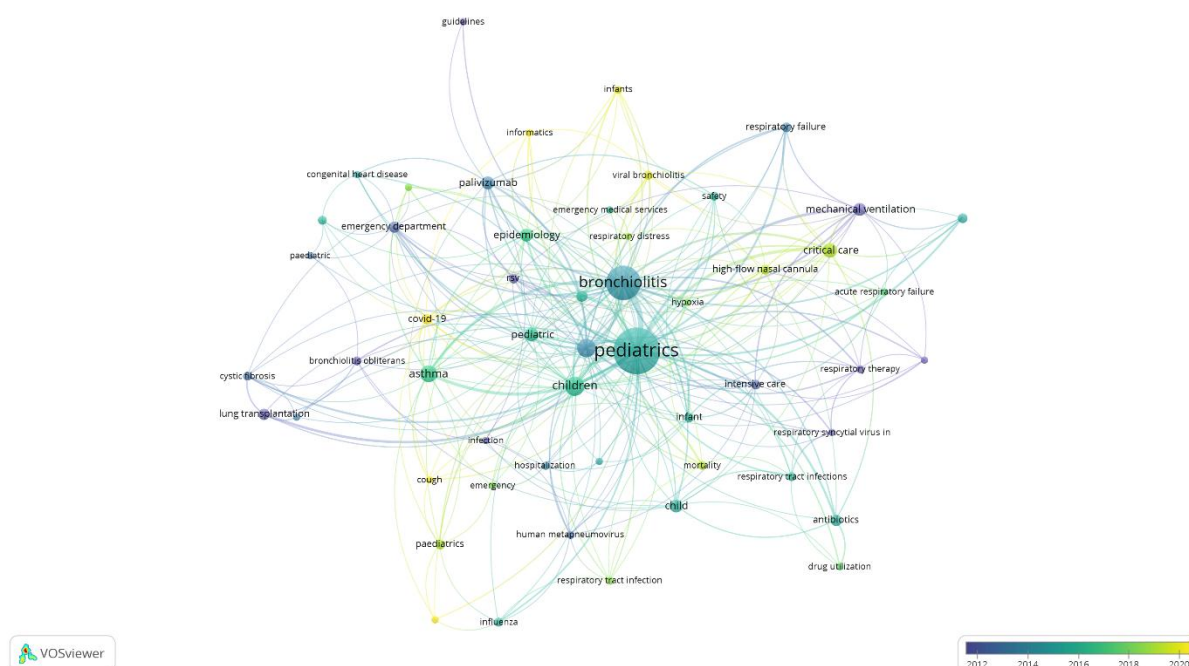 guidelines
infants
respiratory failure
informatics
congenital heart disease
viral bronchiolitis
palivizumab
safety
emergency medical services
mechanical ventilation
emergency department
epidemiology
respiratory distress
critical care
paediatric
high-flow nasal cannula
rsv
bronchiolitis
acute respiratory failure
hypoxia
covid-19
pediatric
pediatrics
bronchiolitis obliterans
cystic fibrosis
asthma
respiratory therapy
children
intensive care
lung transplantation
infant
respiratory syncytial virus in
infection
hospitalization
mortality
cough
emergency
respiratory tract infections
child
antibiotics
human metapneumovirus
paediatrics
drug utilization
respiratory tract infection
influenza
VOSviewer
2012 2014 2016 2018 2020